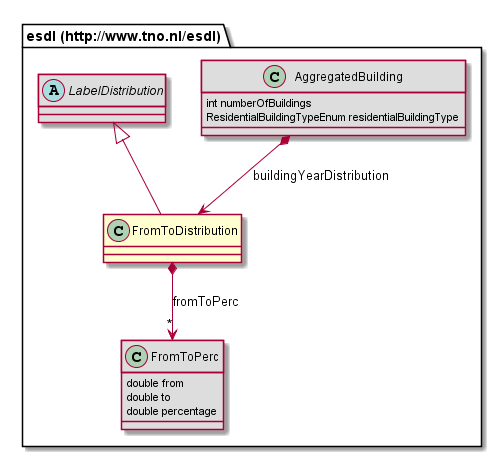 esdl (http://www.tno.nl/esdl)
A LabelDistribution
C AggregatedBuilding
int numberOfBuildings
ResidentialBuildingTypeEnum residentialBuildingType
buildingYearDistribution
C FromToDistribution
fromToPerc
*
C FromToPerc
double from
double to
double percentage